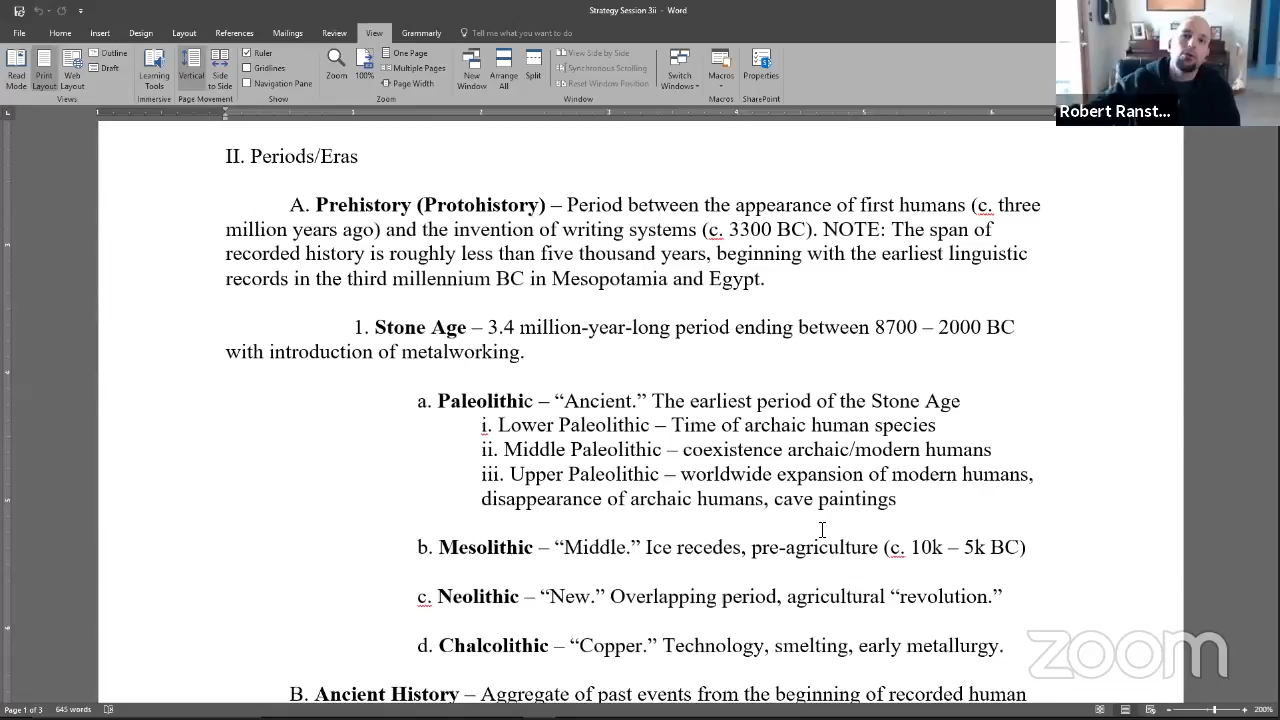 Strategy Session 3ii - Word
File Home Insert Design Layout References Mailings Review View Grammarly Tell me what you want to do
Read Mode Print Layout Web Layout Outline Draft Views
Learning Tools Immersive
Vertical Side to Side Page Movement
Ruler Gridlines Navigation Pane Show
Zoom 100% One Page Multiple Pages Page Width Zoom
New Window Arrange All Split View Side by Side Synchronous Scrolling Reset Window Position Window
Switch Windows Macros Macros Properties SharePoint
Robert Ranst...
II. Periods/Eras
A. Prehistory (Protohistory) – Period between the appearance of first humans (c. three
million years ago) and the invention of writing systems (c. 3300 BC). NOTE: The span of
recorded history is roughly less than five thousand years, beginning with the earliest linguistic
records in the third millennium BC in Mesopotamia and Egypt.
1. Stone Age – 3.4 million-year-long period ending between 8700 – 2000 BC
with introduction of metalworking.
a. Paleolithic – “Ancient.” The earliest period of the Stone Age
i. Lower Paleolithic – Time of archaic human species
ii. Middle Paleolithic – coexistence archaic/modern humans
iii. Upper Paleolithic – worldwide expansion of modern humans,
disappearance of archaic humans, cave paintings
b. Mesolithic – “Middle.” Ice recedes, pre-agriculture (c. 10k – 5k BC)
c. Neolithic – “New.” Overlapping period, agricultural “revolution.”
d. Chalcolithic – “Copper.” Technology, smelting, early metallurgy.
zoom
B. Ancient History – Aggregate of past events from the beginning of recorded human
Page 1 of 3 645 words 200%